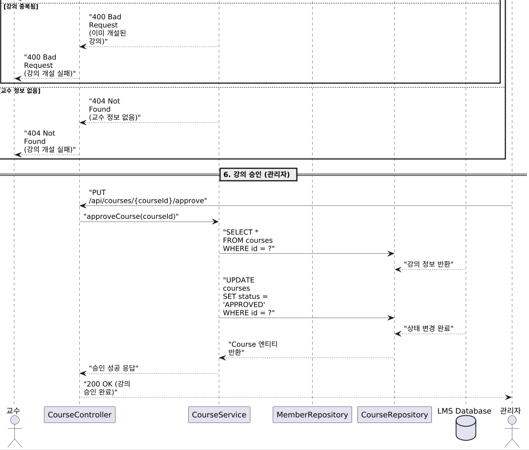 [강의 중복됨]
"400 Bad
Request
(이미 개설된
강의)"
"400 Bad
Request
(강의 개설 실패)"
교수 정보 없음]
"404 Not
Found
(교수 정보 없음)"
"404 Not
Found
(강의 개설 실패)"
6. 강의 승인 (관리자)
"PUT
/api/courses/{courseId}/approve"
"approveCourse(courseId)"
"SELECT *
FROM courses
WHERE id = ?"
"강의 정보 반환"
"UPDATE
courses
SET status =
'APPROVED'
WHERE id = ?"
"상태 변경 완료"
"Course 엔티티
반환"
"승인 성공 응답"
"200 OK (강의
승인 완료)"
교수
CourseController
CourseService
MemberRepository
CourseRepository
LMS Database
관리자